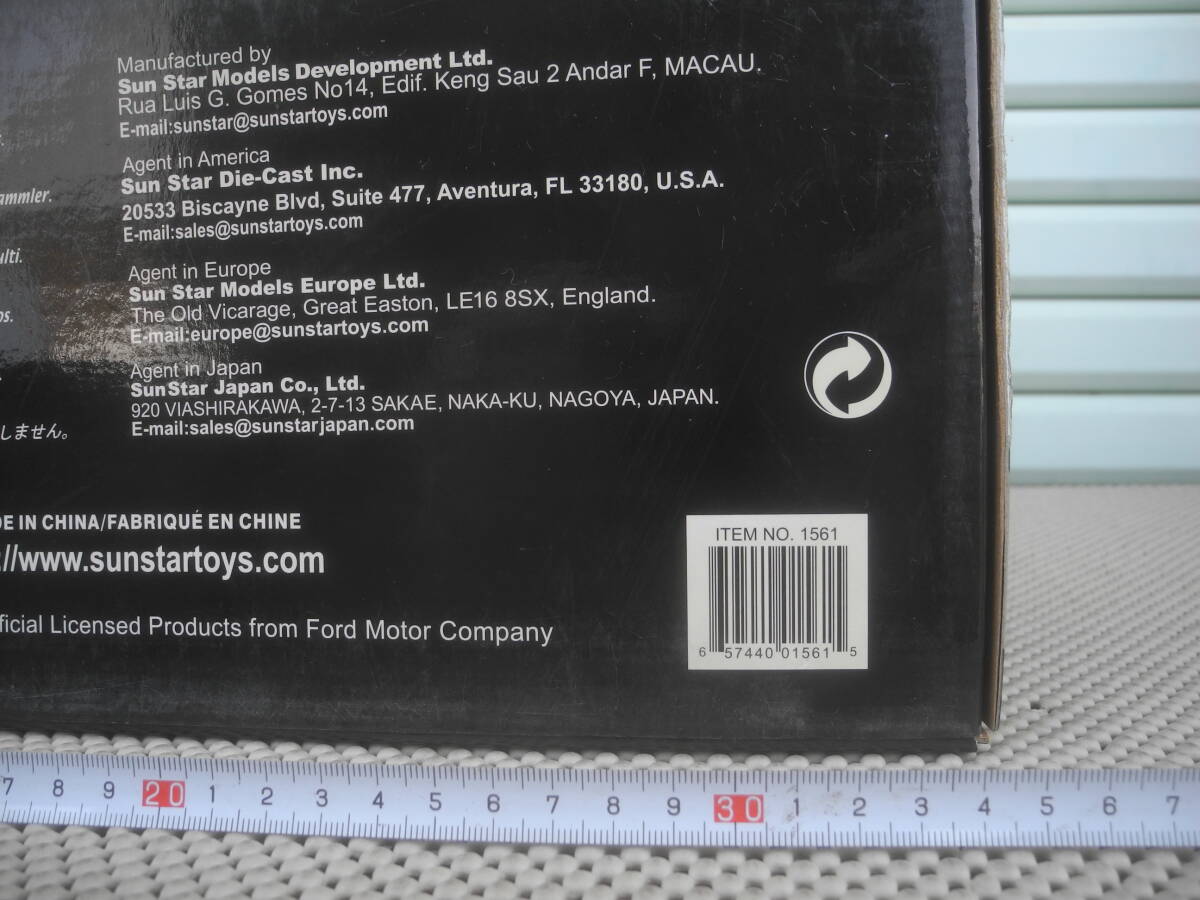 Manufactured by
Sun Star Models Development Ltd.
Rua Luis G. Gomes No14, Edif. Keng Sau 2 Andar F, MACAU.
E-mail:sunstar@sunstartoys.com
Agent in America
Sun Star Die-Cast Inc.
20533 Biscayne Blvd, Suite 477, Aventura, FL 33180, U.S.A.
E-mail:sales@sunstartoys.com
ammler.
Agent in Europe
Sun Star Models Europe Ltd.
The Old Vicarage, Great Easton, LE16 8SX, England.
E-mail:europe@sunstartoys.com
ulti.
os.
Agent in Japan
SunStar Japan Co., Ltd.
920 VIASHIRAKAWA, 2-7-13 SAKAE, NAKA-KU, NAGOYA, JAPAN.
E-mail:sales@sunstarjapan.com
しません。
DE IN CHINA/FABRIQUÉ EN CHINE
://www.sunstartoys.com
ficial Licensed Products from Ford Motor Company
ITEM NO. 1561
6 57440 01561 5
7 8 9 20 1 2 3 4 5 6 7 8 9 30 1 2 3 4 5 6 7